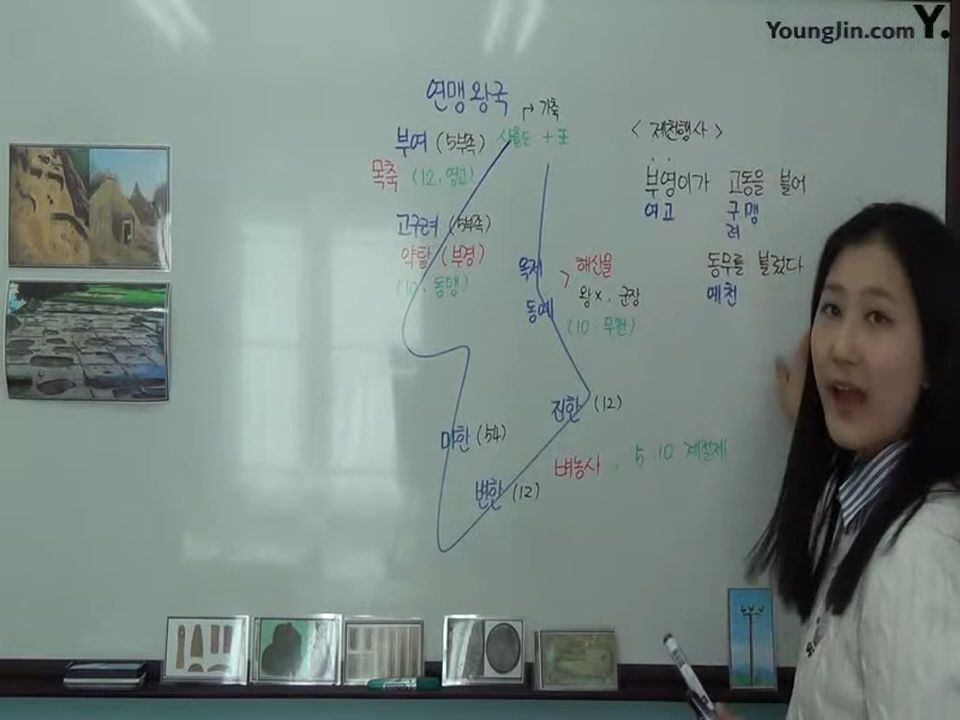 YoungJin.com Y.
연맹 왕국
가축
부여 (5부족) 사출도 + 포
목축 (12, 영고)
고구려 (5부족)
약탈 (부경)
(10, 동맹)
옥저
동예
해산물
왕x, 군장
(10 무천)
진한 (12)
마한 (54)
변한 (12)
벼농사, 5 10 계절제
< 제천행사 >
부영이가 고동을 불어
여고 구맹
려
동무를 불렀다
예천